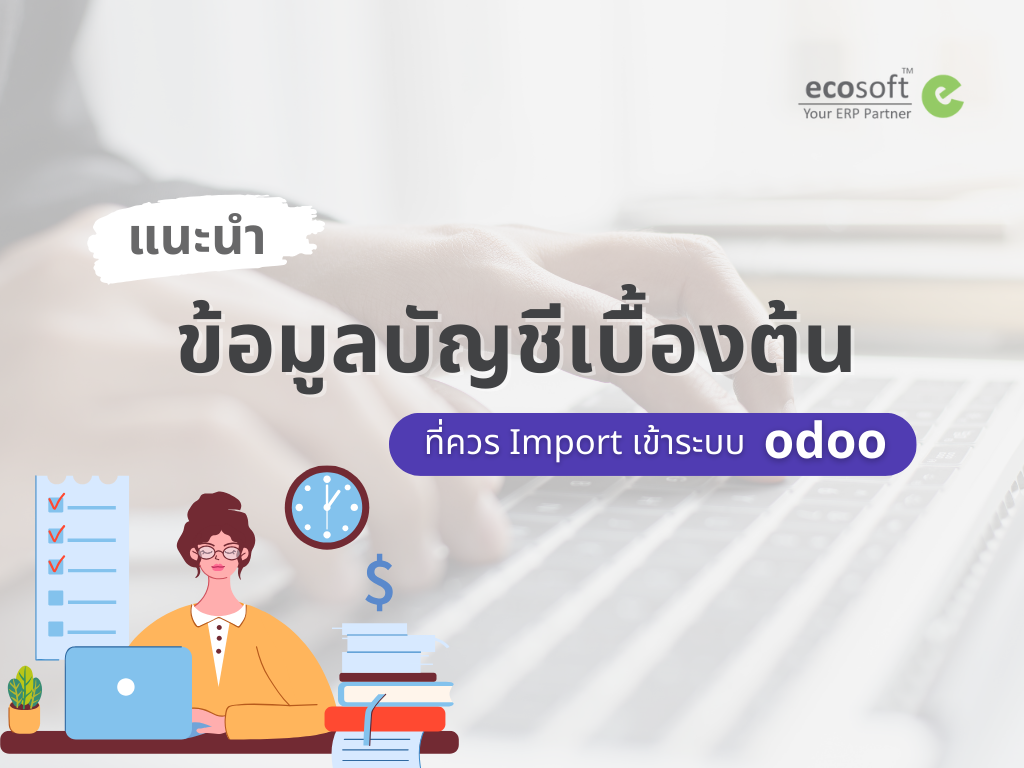 ecosoft™
Your ERP Partner
แนะนำ
ข้อมูลบัญชีเบื้องต้น
ที่ควร Import เข้าระบบ odoo
$